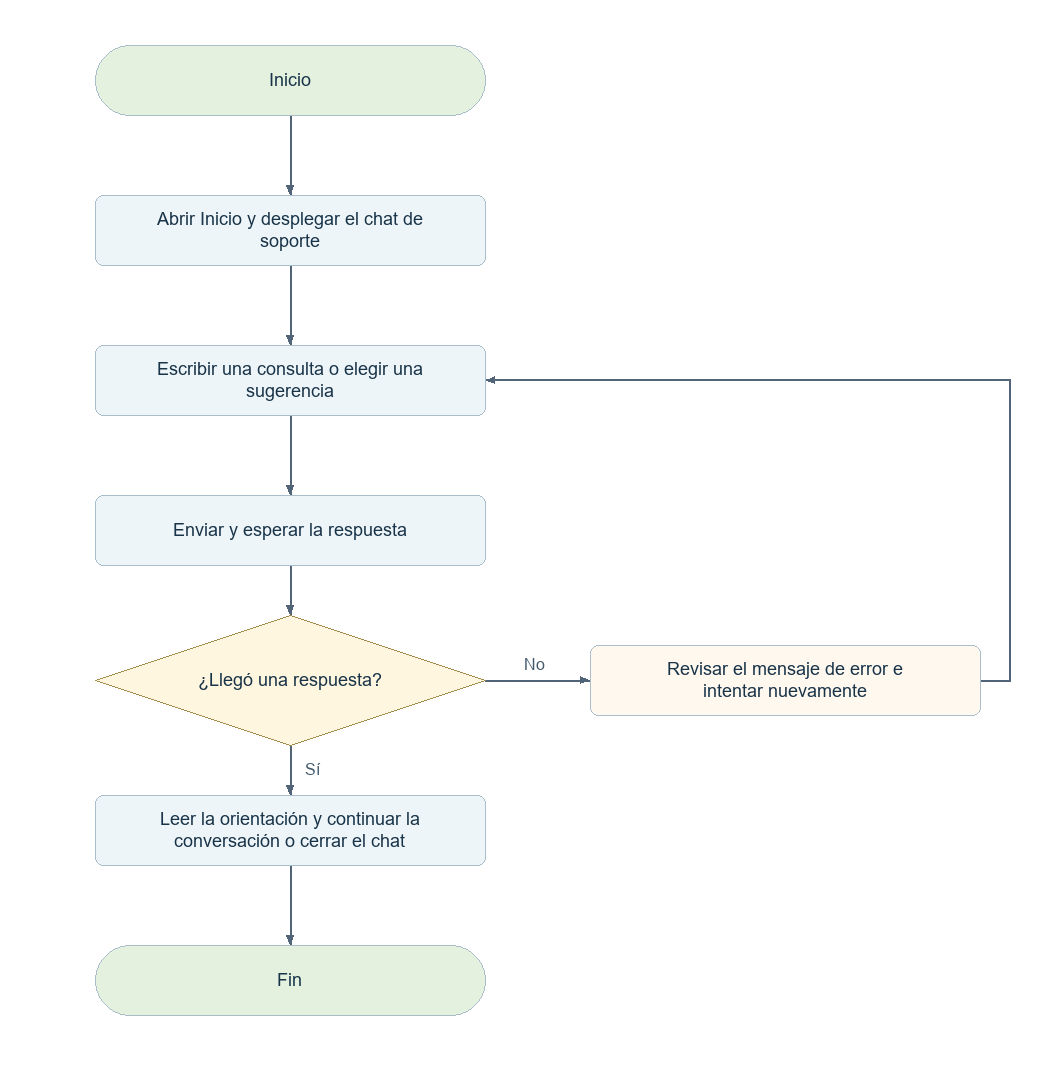 Inicio
Abrir Inicio y desplegar el chat de
soporte
Escribir una consulta o elegir una
sugerencia
Enviar y esperar la respuesta
¿Llegó una respuesta?
No
Revisar el mensaje de error e
intentar nuevamente
Sí
Leer la orientación y continuar la
conversación o cerrar el chat
Fin